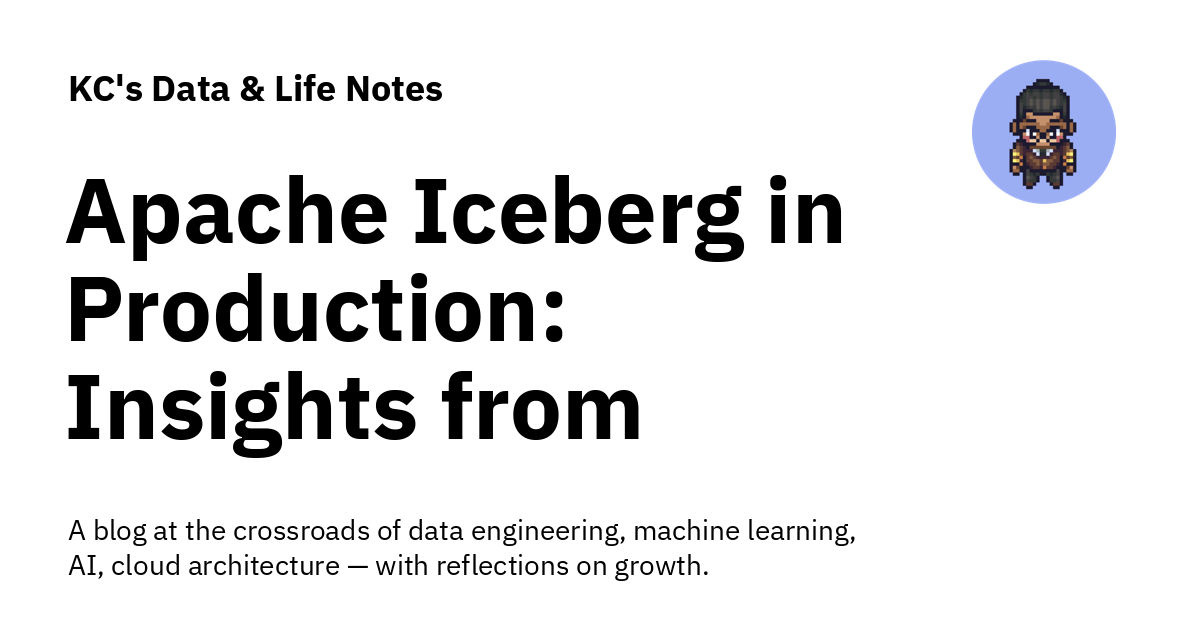 KC's Data & Life Notes
Apache Iceberg in
Production:
Insights from
A blog at the crossroads of data engineering, machine learning,
AI, cloud architecture — with reflections on growth.